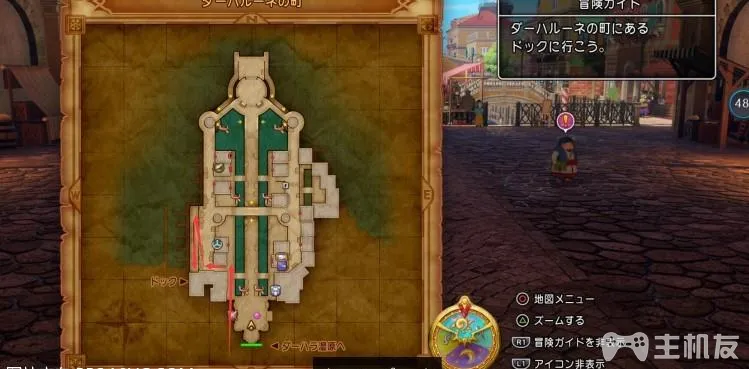 ダーハルーネの町
冒険ガイド
ダーハルーネの町にある
ドックに行こう。
48
N
W
E
ドック
ダーハラ湿原へ
地図メニュー
ズームする
R1 冒険ガイドを非表示
L1 アイコン非表示
主机友